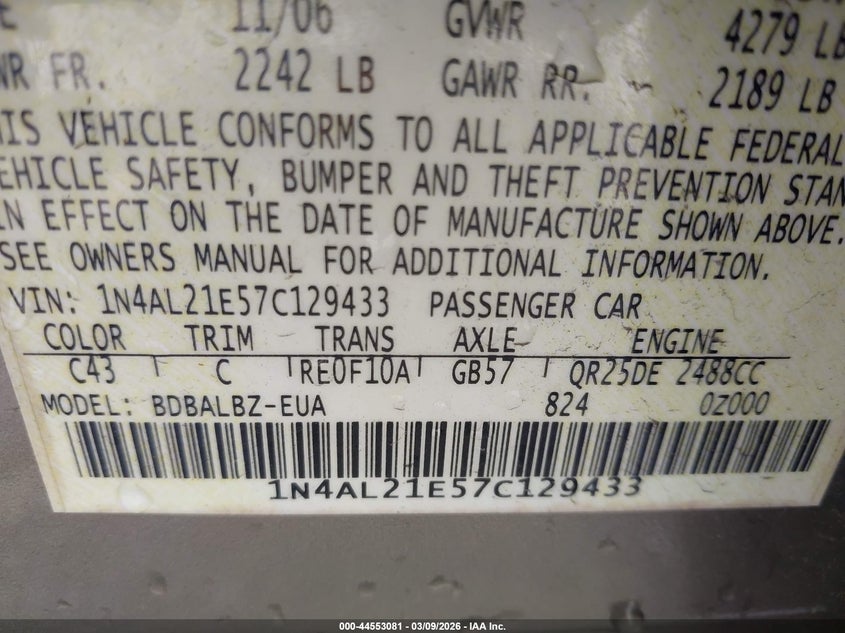 11/06 GVWR 4279 LB
FR. 2242 LB GAWR RR. 2189 LB
VEHICLE CONFORMS TO ALL APPLICABLE FEDERAL
SAFETY, BUMPER AND THEFT PREVENTION
EFFECT ON THE DATE OF MANUFACTURE SHOWN ABOVE.
SEE OWNERS MANUAL FOR ADDITIONAL INFORMATION.
VIN: 1N4AL21E57C129433 PASSENGER CAR
COLOR TRIM TRANS AXLE ENGINE
C43 C RE0F10A GB57 QR25DE 2488CC
MODEL: BDBALBZ-EUA 824 0Z000
1N4AL21E57C129433
000-44553081 - 03/09/2026 - IAA Inc.